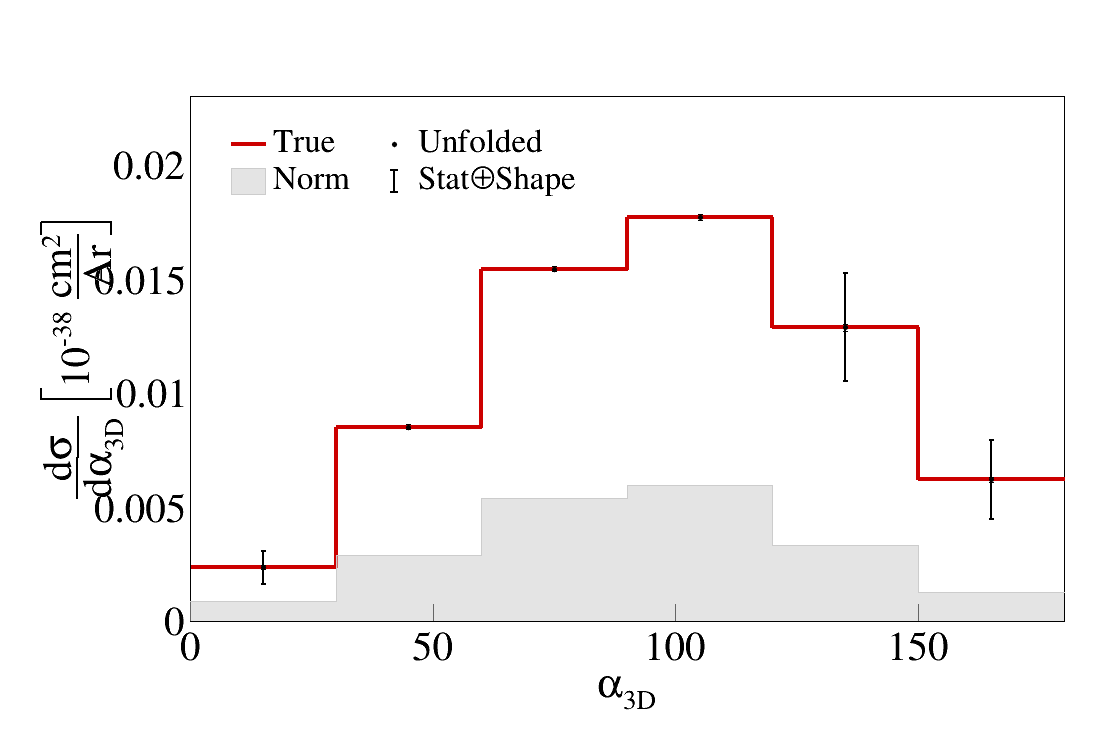 True
Unfolded
Norm
Stat⊕Shape
0.02
0.015
0.01
0.005
0
0
50
100
150
α3D
dσ/dα3D [10-38 cm2/Ar]